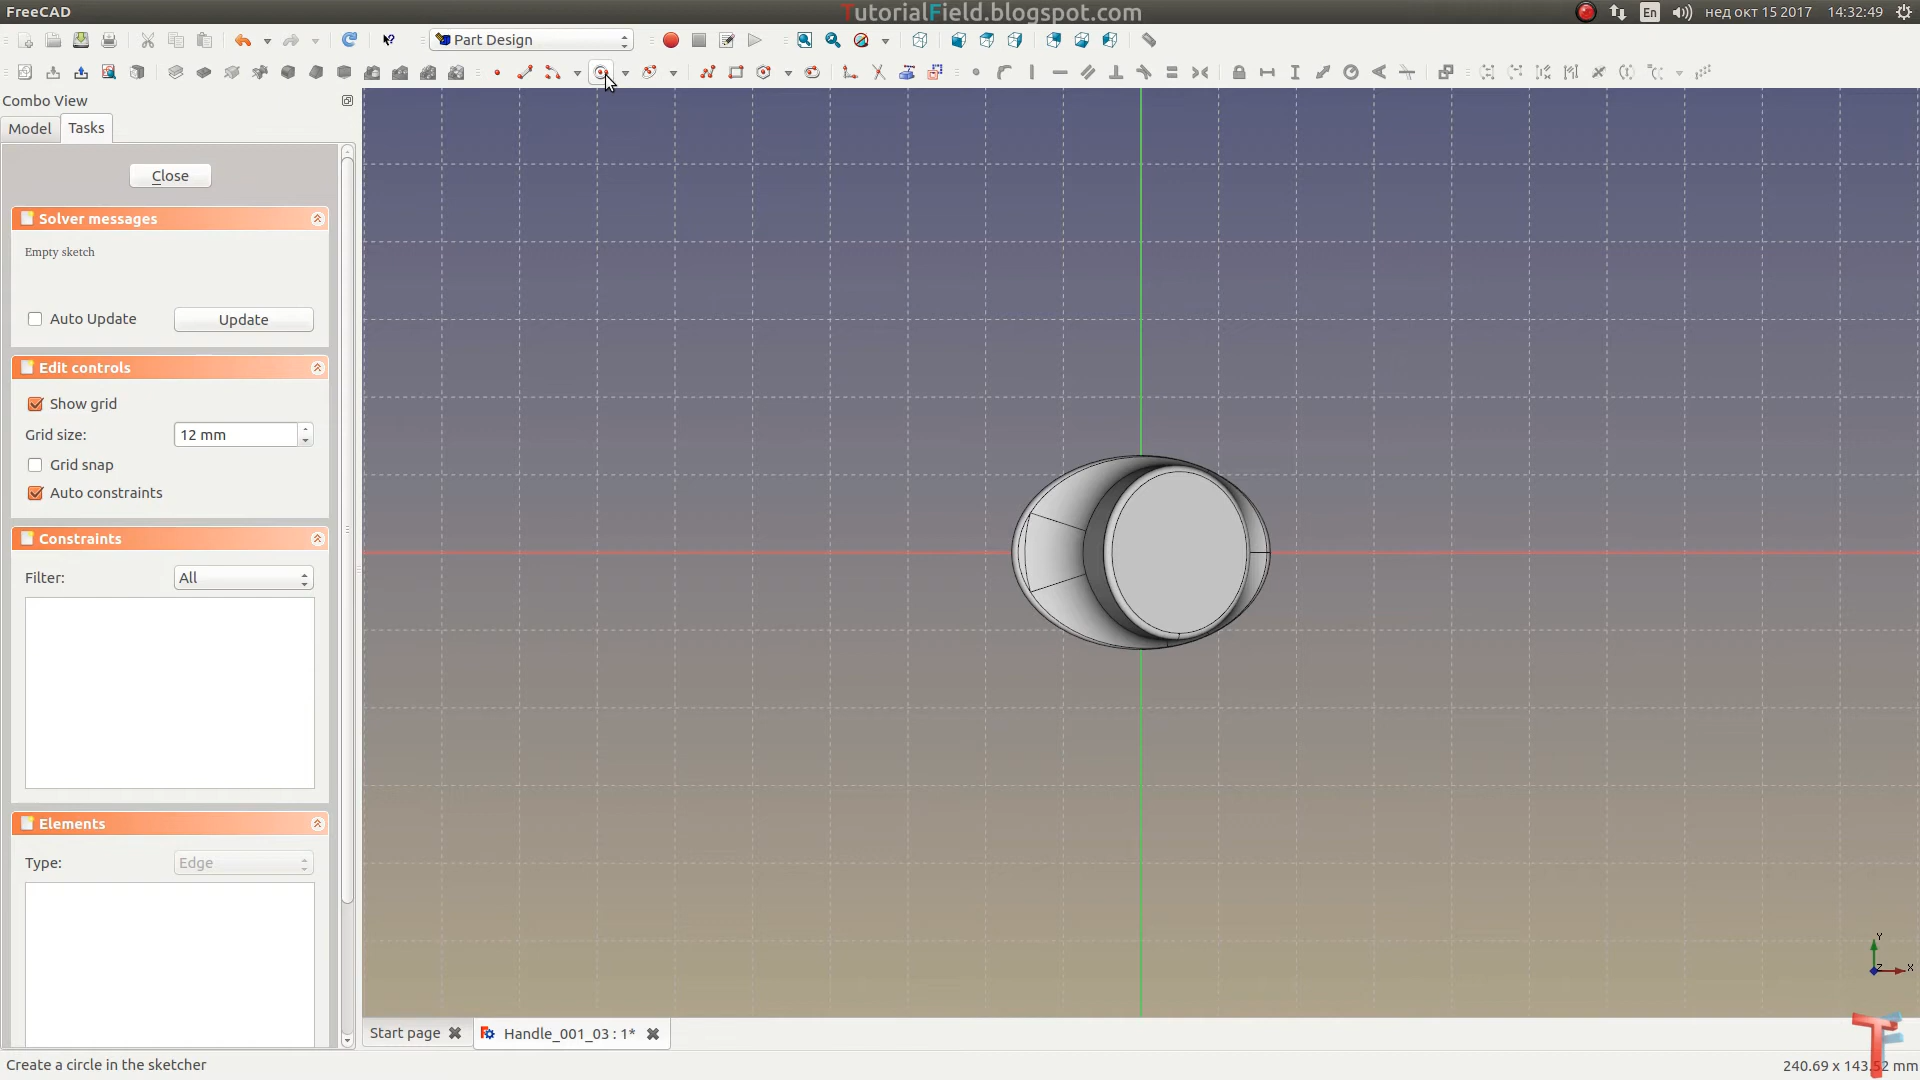 FreeCAD
TutorialField.blogspot.com
En
нед окт 15 2017
14:32:49
Part Design
Combo View
Model
Tasks
Close
Solver messages
Empty sketch
Auto Update
Update
Edit controls
Show grid
Grid size:
12 mm
Grid snap
Auto constraints
Constraints
Filter:
All
Elements
Type:
Edge
Y
Z
X
Start page
Handle_001_03 : 1*
TF
Create a circle in the sketcher
240.69 x 143.52 mm